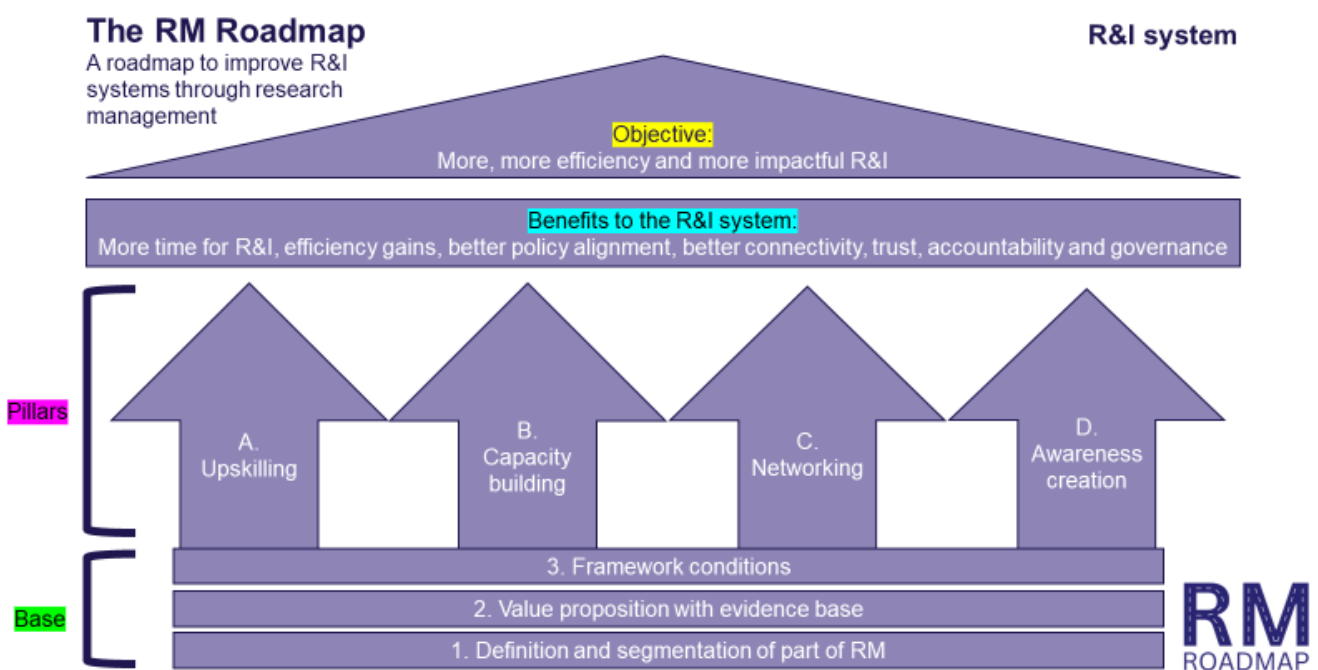 The RM Roadmap
A roadmap to improve R&I
systems through research
management
R&I system
Objective:
More, more efficiency and more impactful R&I
Benefits to the R&I system:
More time for R&I, efficiency gains, better policy alignment, better connectivity, trust, accountability and governance
Pillars
A.
Upskilling
B.
Capacity
building
C.
Networking
D.
Awareness
creation
Base
3. Framework conditions
2. Value proposition with evidence base
1. Definition and segmentation of part of RM
RM
ROADMAP